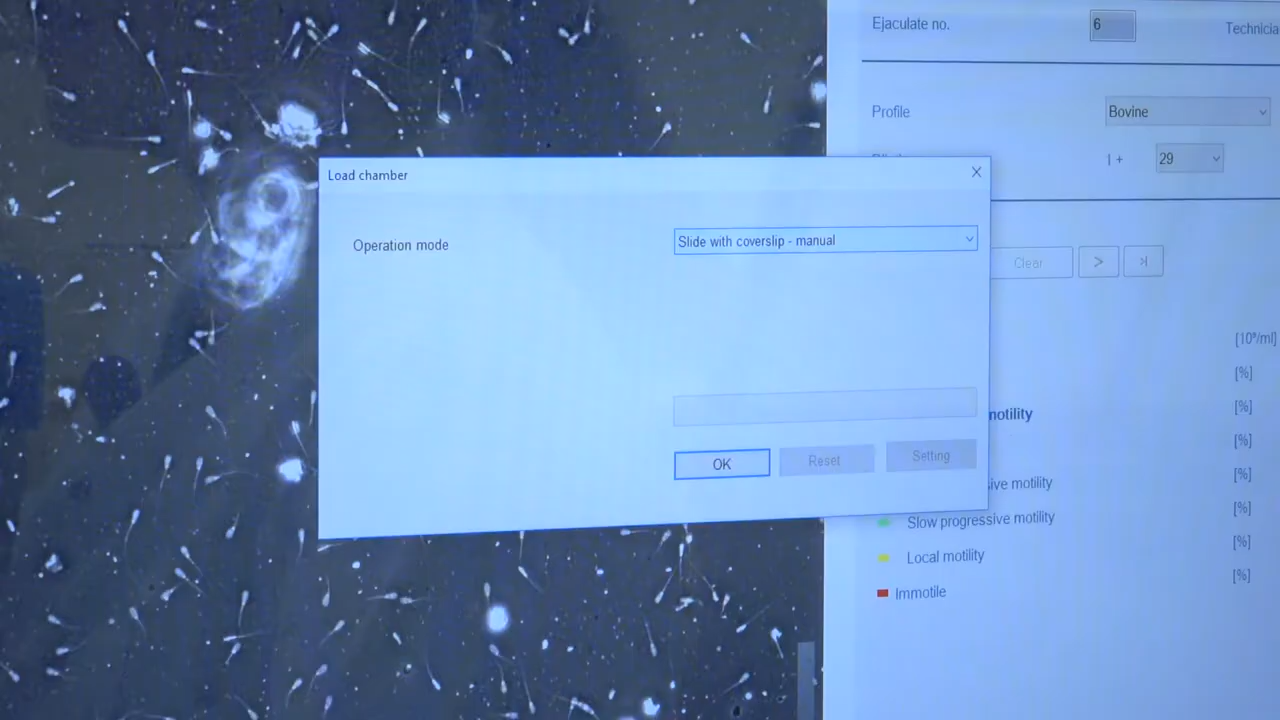 Ejaculate no.
6
Technicia
Profile
Bovine
1 +
29
Load chamber
Operation mode
Slide with coverslip - manual
Clear
>
>|
[10⁶/ml]
[%]
[%]
notility
[%]
OK
Reset
Setting
[%]
ive motility
[%]
Slow progressive motility
[%]
Local motility
[%]
Immotile